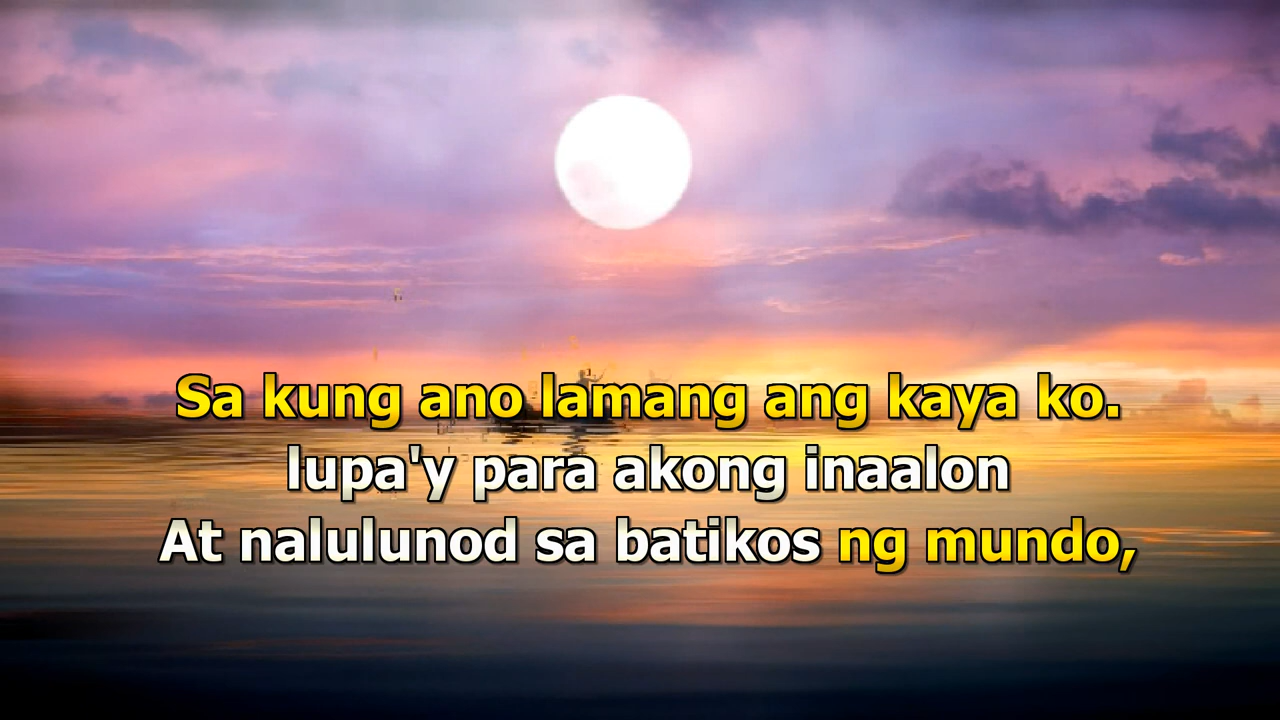 Sa kung ano lamang ang kaya ko.
lupa'y para akong inaalon
At nalulunod sa batikos ng mundo,